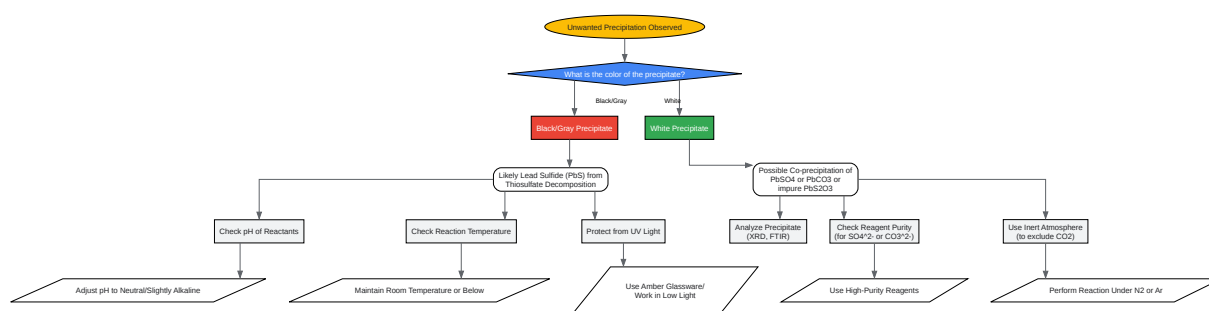 Unwanted Precipitation Observed
What is the color of the precipitate?
Black/Gray
White
Black/Gray Precipitate
White Precipitate
Likely Lead Sulfide (PbS) from
Thiosulfate Decomposition
Possible Co-precipitation of
PbSO4 or PbCO3 or
impure PbS2O3
Check pH of Reactants
Check Reaction Temperature
Protect from UV Light
Analyze Precipitate
(XRD, FTIR)
Check Reagent Purity
(for SO4^2- or CO3^2-)
Use Inert Atmosphere
(to exclude CO2)
Adjust pH to Neutral/Slightly Alkaline
Maintain Room Temperature or Below
Use Amber Glassware/
Work in Low Light
Use High-Purity Reagents
Perform Reaction Under N2 or Ar